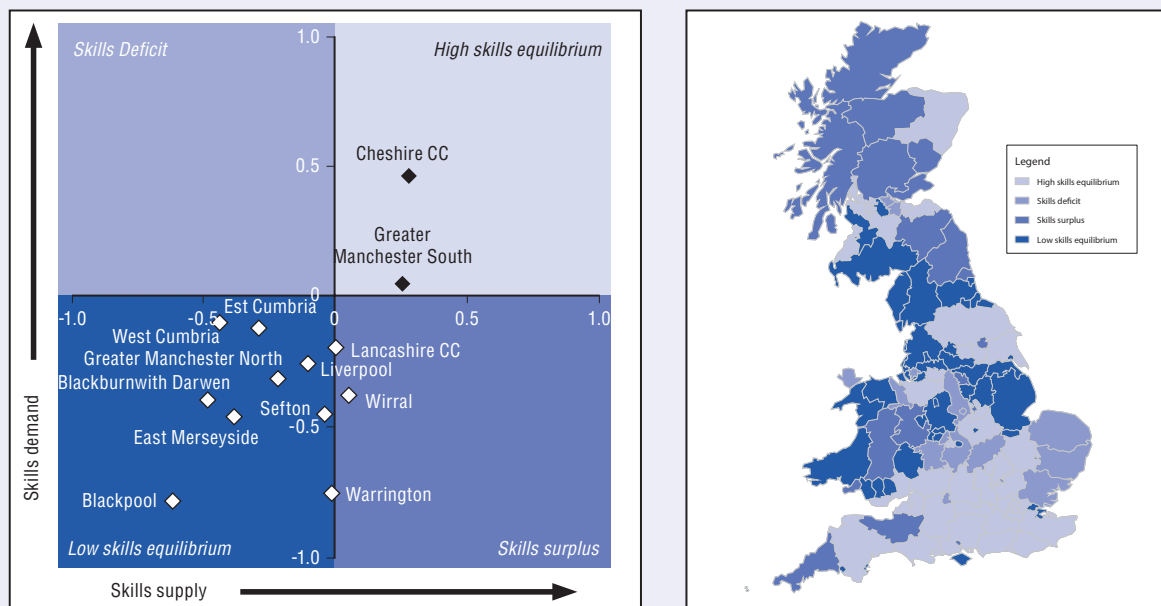 Skills Deficit
1.0
High skills equilibrium
Cheshire CC
0.5
Greater
Manchester South
0
-1.0
-0.5
0
0.5
1.0
Est Cumbria
West Cumbria
Greater Manchester North
Lancashire CC
Liverpool
Blackburnwith Darwen
Sefton
Wirral
East Merseyside
-0.5
Blackpool
Warrington
Low skills equilibrium
-1.0
Skills surplus
Skills demand
Skills supply
Legend
High skills equilibrium
Skills deficit
Skills surplus
Low skills equilibrium